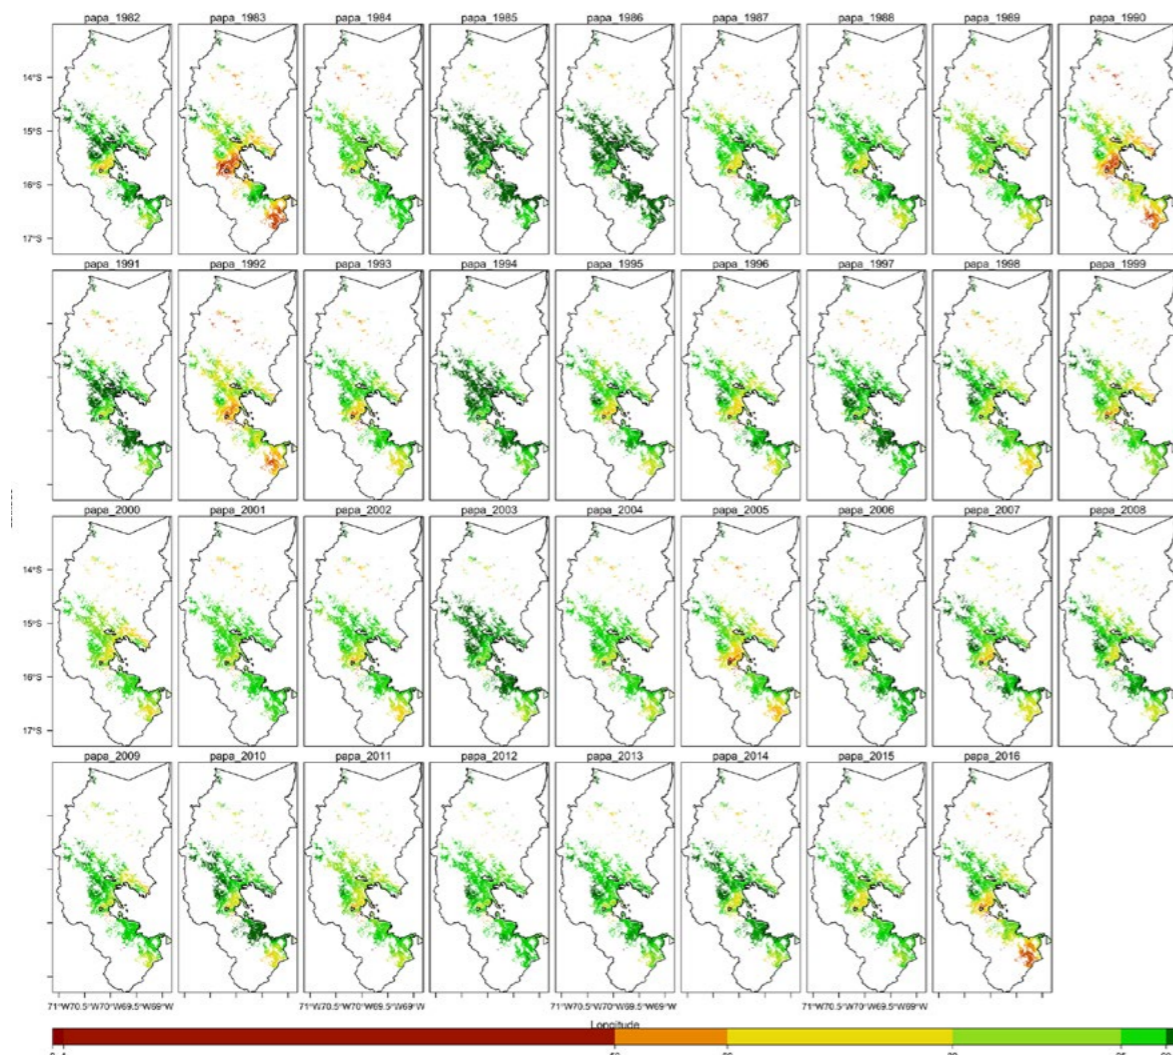 papa_1982 papa_1983 papa_1984 papa_1985 papa_1986 papa_1987 papa_1988 papa_1989 papa_1990
14°S
15°S
16°S
17°S
papa_1991 papa_1992 papa_1993 papa_1994 papa_1995 papa_1996 papa_1997 papa_1998 papa_1999
papa_2000 papa_2001 papa_2002 papa_2003 papa_2004 papa_2005 papa_2006 papa_2007 papa_2008
14°S
15°S
16°S
17°S
papa_2009 papa_2010 papa_2011 papa_2012 papa_2013 papa_2014 papa_2015 papa_2016
71°W70.5°W70°W69.5°W69°W 71°W70.5°W70°W69.5°W69°W 71°W70.5°W70°W69.5°W69°W 71°W70.5°W70°W69.5°W69°W
Longitude